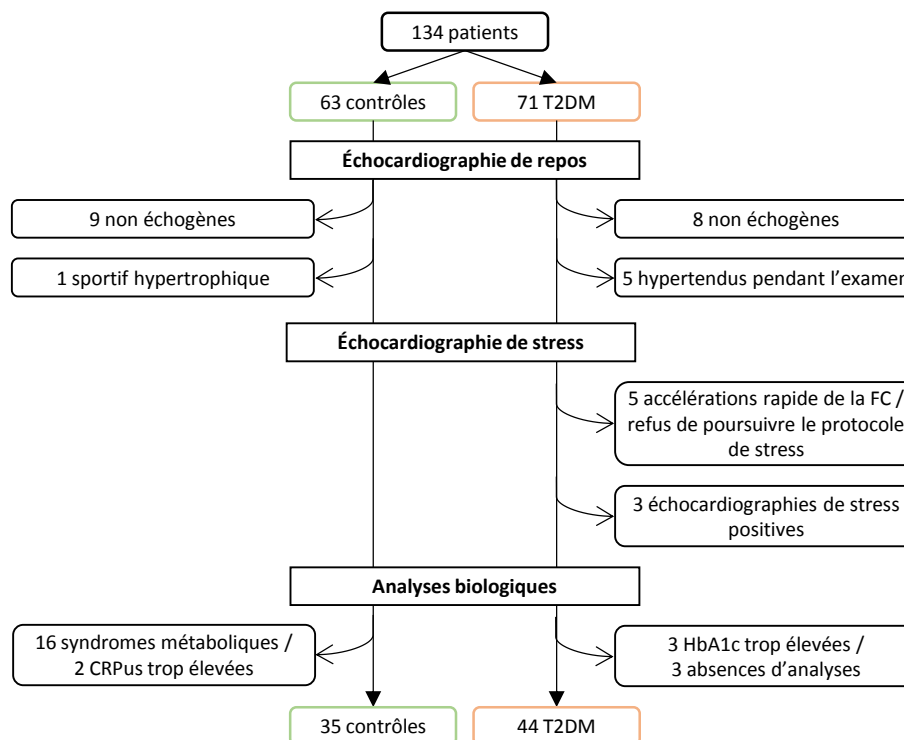 134 patients
63 contrôles
71 T2DM
Échocardiographie de repos
9 non échogènes
8 non échogènes
1 sportif hypertrophique
5 hypertendus pendant l'examen
Échocardiographie de stress
5 accélérations rapide de la FC /
refus de poursuivre le protocole
de stress
3 échocardiographies de stress
positives
Analyses biologiques
16 syndromes métaboliques /
2 CRPus trop élevées
3 HbA1c trop élevées /
3 absences d'analyses
35 contrôles
44 T2DM